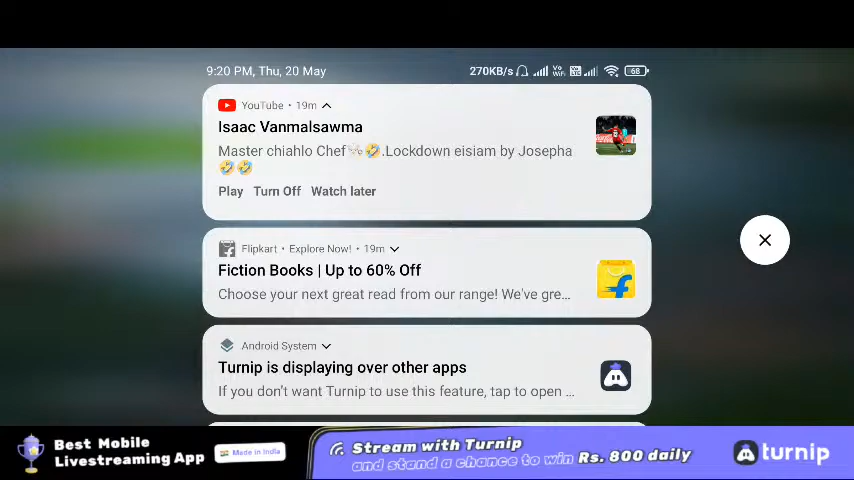 9:20 PM, Thu, 20 May
270KB/s Vo WiFi 68
YouTube • 19m
Isaac Vanmalsawma
Master chiahlo Chef🐭🤣.Lockdown eisiam by Josepha
🤣🤣
Play Turn Off Watch later
Flipkart • Explore Now! • 19m
Fiction Books | Up to 60% Off
Choose your next great read from our range! We've gre...
Android System
Turnip is displaying over other apps
If you don't want Turnip to use this feature, tap to open ...
Best Mobile
Livestreaming App
Made in India
Stream with Turnip
and stand a chance to win Rs. 800 daily
turnip